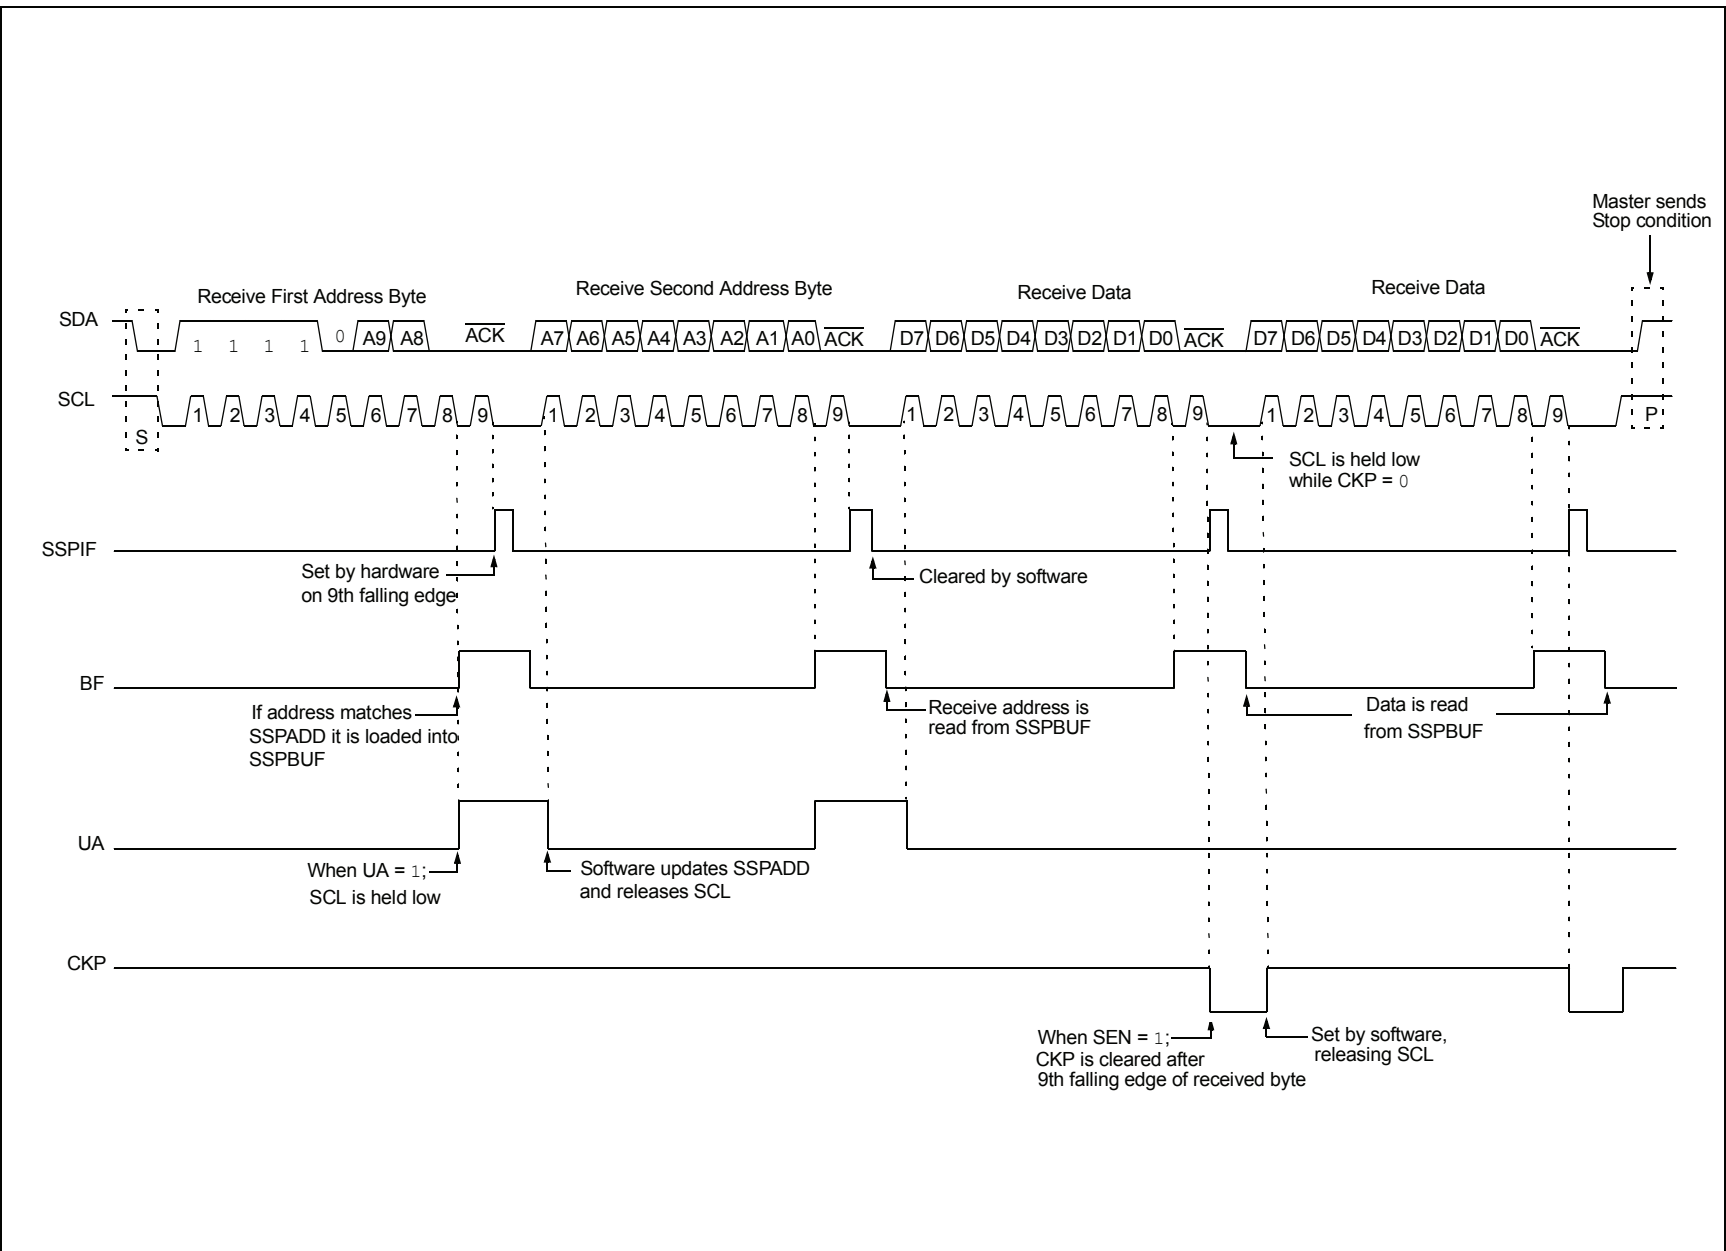 Master sends
Stop condition
Receive First Address Byte
Receive Second Address Byte
Receive Data
Receive Data
SDA
1 1 1 1 0 A9 A8 ACK A7 A6 A5 A4 A3 A2 A1 A0 ACK D7 D6 D5 D4 D3 D2 D1 D0 ACK D7 D6 D5 D4 D3 D2 D1 D0 ACK
SCL
S 1 2 3 4 5 6 7 8 9 1 2 3 4 5 6 7 8 9 1 2 3 4 5 6 7 8 9 1 2 3 4 5 6 7 8 9 P
SCL is held low
while CKP = 0
SSPIF
Set by hardware
on 9th falling edge
Cleared by software
BF
If address matches
SSPADD it is loaded into
SSPBUF
Receive address is
read from SSPBUF
Data is read
from SSPBUF
UA
When UA = 1;
SCL is held low
Software updates SSPADD
and releases SCL
CKP
When SEN = 1;
CKP is cleared after
9th falling edge of received byte
Set by software,
releasing SCL